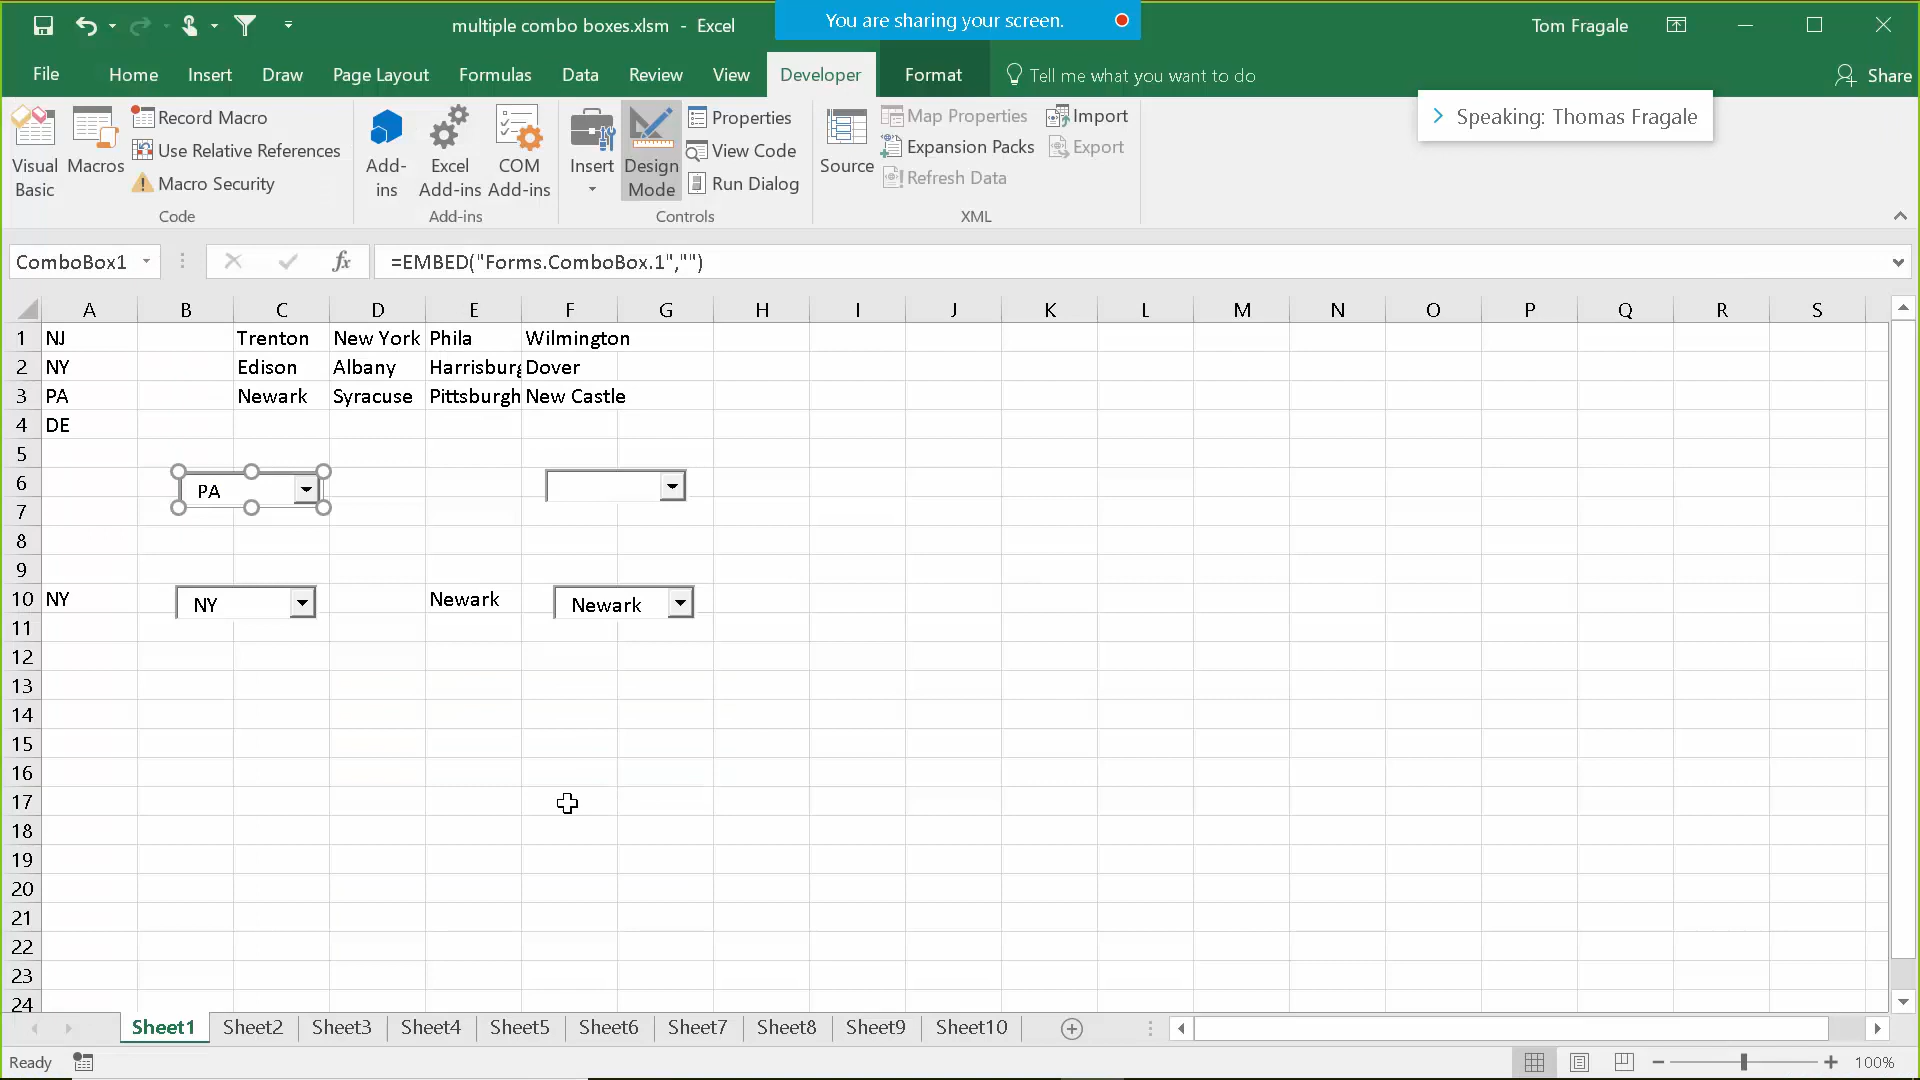 multiple combo boxes.xlsm - Excel
You are sharing your screen.
Tom Fragale
File Home Insert Draw Page Layout Formulas Data Review View Developer Format Tell me what you want to do Share
Speaking: Thomas Fragale
Visual Basic
Macros
Record Macro
Use Relative References
Macro Security
Code
Add-ins
Excel Add-ins
COM Add-ins
Add-ins
Insert
Design Mode
Properties
View Code
Run Dialog
Controls
Source
Map Properties
Expansion Packs
Refresh Data
Import
Export
XML
ComboBox1 fx =EMBED("Forms.ComboBox.1","")
A B C D E F G H I J K L M N O P Q R S
1 NJ Trenton New York Phila Wilmington
2 NY Edison Albany Harrisburg Dover
3 PA Newark Syracuse Pittsburgh New Castle
4 DE
5
6 PA
7
8
9
10 NY NY Newark Newark
11
12
13
14
15
16
17
18
19
20
21
22
23
24
Sheet1 Sheet2 Sheet3 Sheet4 Sheet5 Sheet6 Sheet7 Sheet8 Sheet9 Sheet10
Ready 100%